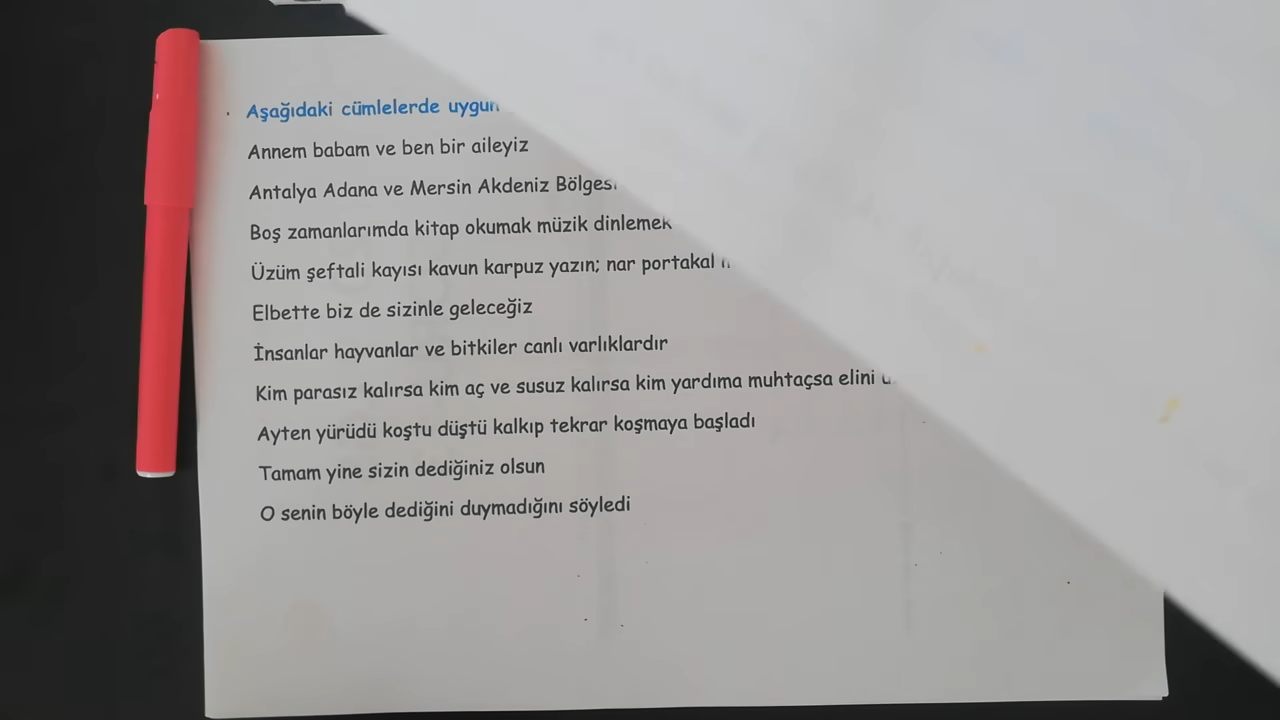 Aşağıdaki cümlelerde uygun
Annem babam ve ben bir aileyiz
Antalya Adana ve Mersin Akdeniz
Boş zamanlarımda kitap okumak müzik dinlemek
Üzüm şeftali kayısı kavun karpuz yazın; nar portakal
Elbette biz de sizinle geleceğiz
İnsanlar hayvanlar ve bitkiler canlı varlıklardır
Kim parasız kalırsa kim aç ve susuz kalırsa kim yardıma muhtaçsa elini
Ayten yürüdü koştu düştü kalkıp tekrar koşmaya başladı
Tamam yine sizin dediğiniz olsun
O senin böyle dediğini duymadığını söyledi